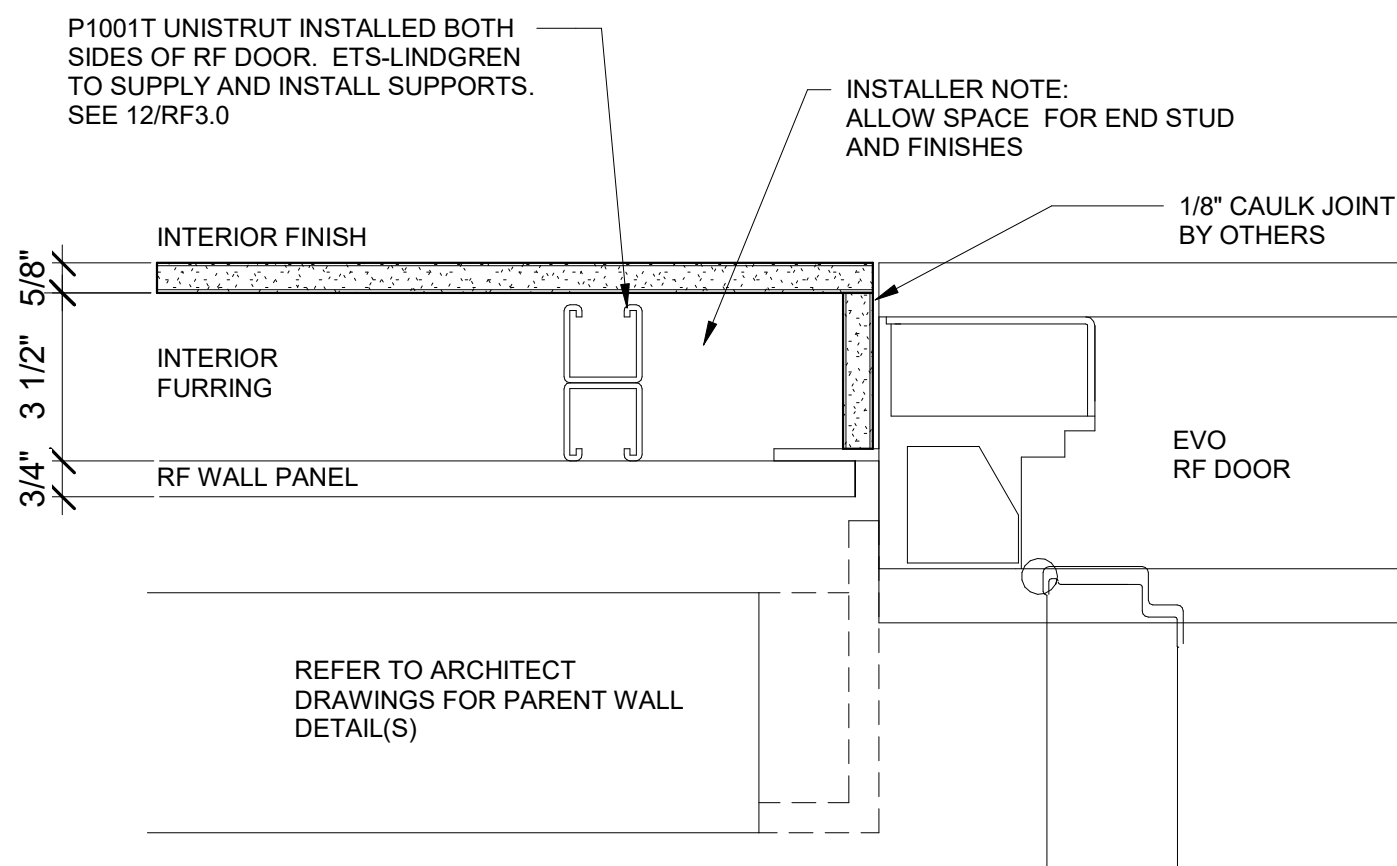 P1001T UNISTRUT INSTALLED BOTH
SIDES OF RF DOOR. ETS-LINDGREN
TO SUPPLY AND INSTALL SUPPORTS.
SEE 12/RF3.0
INSTALLER NOTE:
ALLOW SPACE FOR END STUD
AND FINISHES
1/8" CAULK JOINT
BY OTHERS
INTERIOR FINISH
5/8"
3 1/2"
3/4"
INTERIOR
FURRING
RF WALL PANEL
EVO
RF DOOR
REFER TO ARCHITECT
DRAWINGS FOR PARENT WALL
DETAIL(S)